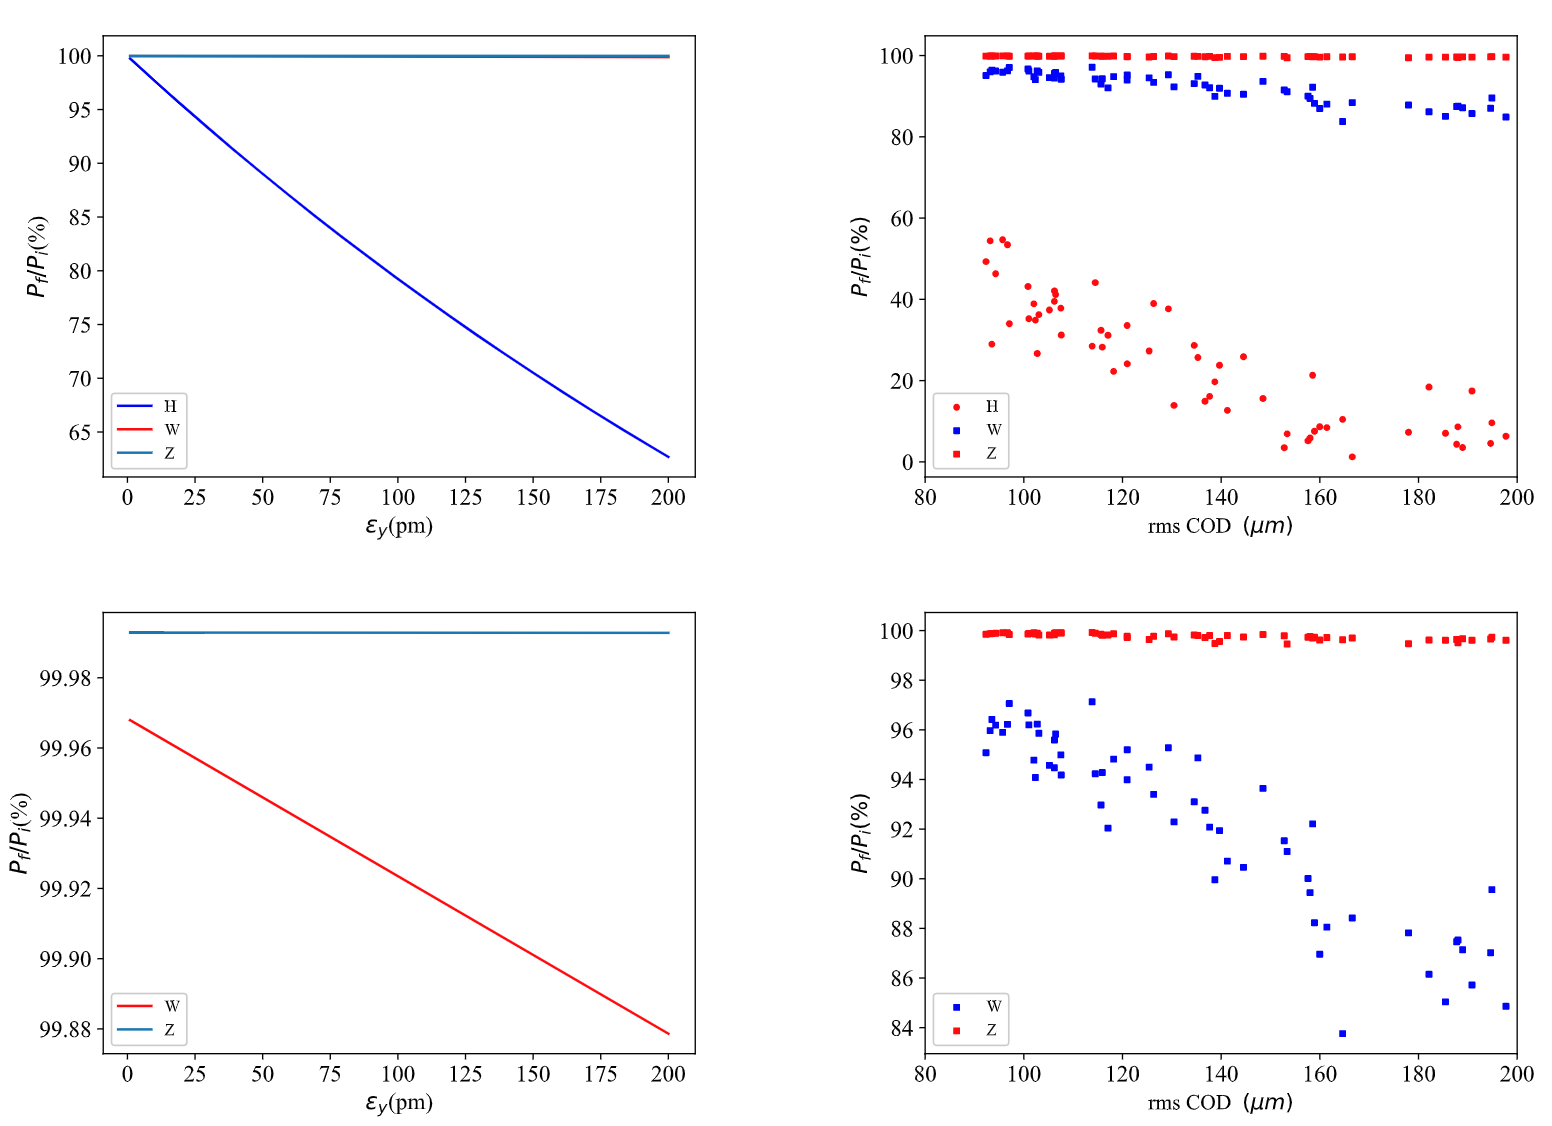 100
95
90
85
80
75
70
65
P_f/P_i(%)
H
W
Z
0 25 50 75 100 125 150 175 200
ε_y(pm)
100
80
60
40
20
0
P_f/P_i(%)
H
W
Z
80 100 120 140 160 180 200
rms COD (μm)
99.98
99.96
99.94
99.92
99.90
99.88
P_f/P_i(%)
W
Z
0 25 50 75 100 125 150 175 200
ε_y(pm)
100
98
96
94
92
90
88
86
84
P_f/P_i(%)
W
Z
80 100 120 140 160 180 200
rms COD (μm)